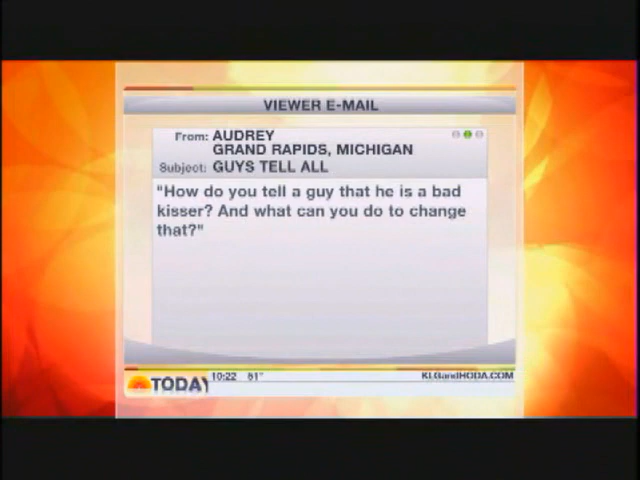 VIEWER E-MAIL
From: AUDREY
GRAND RAPIDS, MICHIGAN
Subject: GUYS TELL ALL
"How do you tell a guy that he is a bad
kisser? And what can you do to change
that?"
TODAY 10:22 81° KLGandHODA.COM